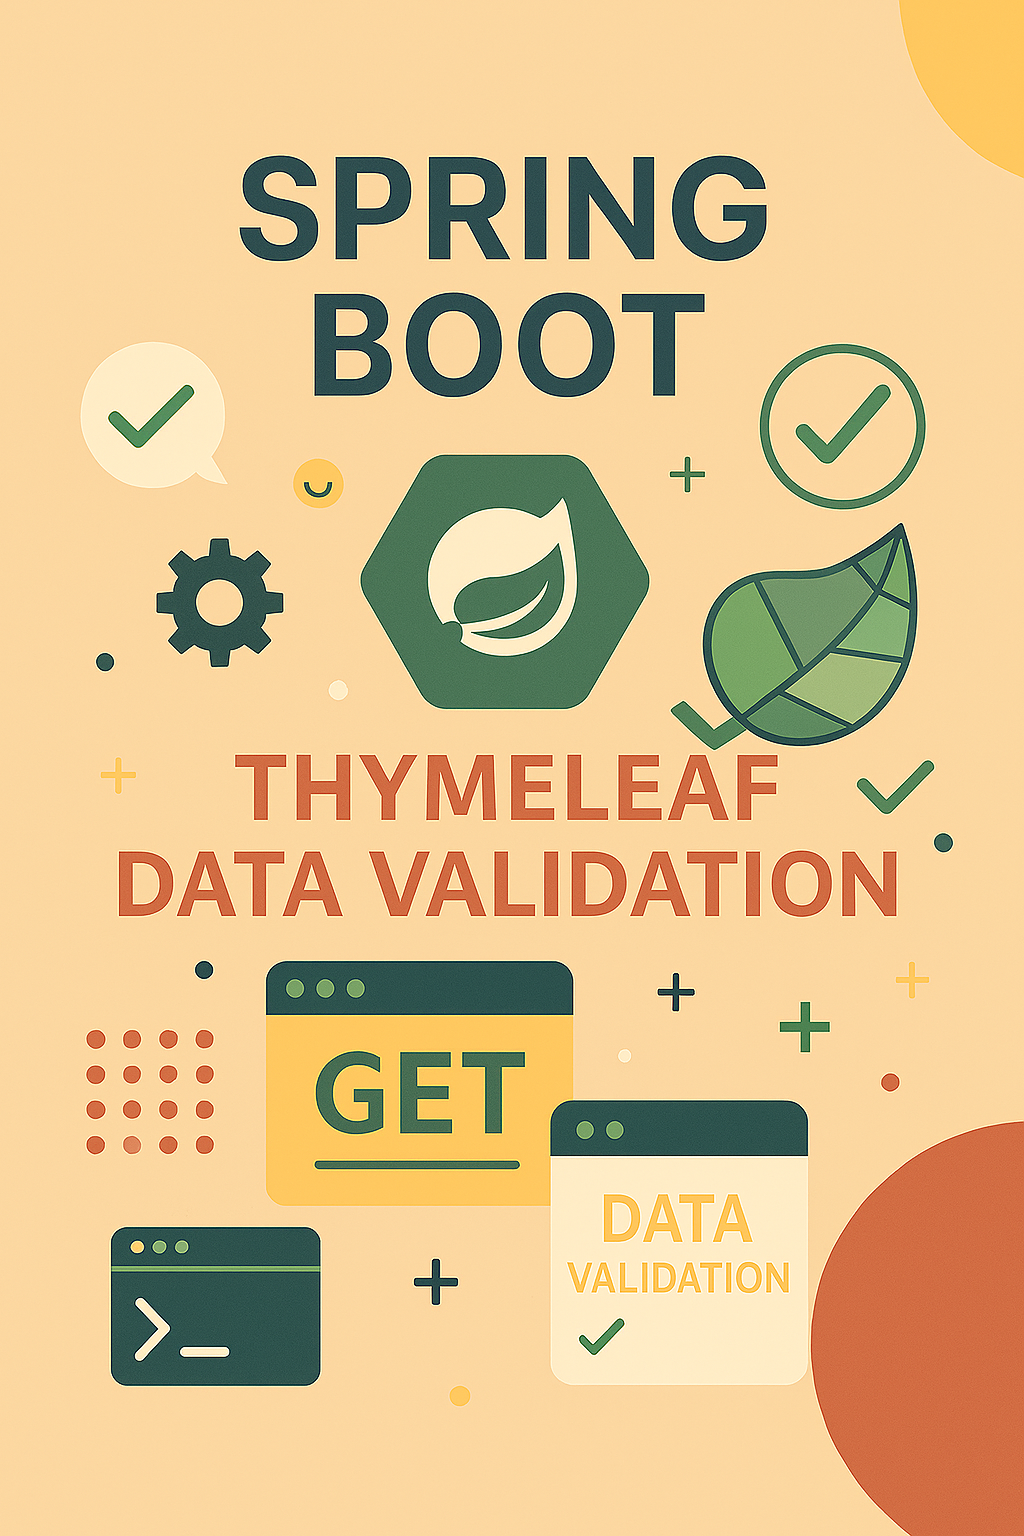 SPRING
BOOT
THYMELEAF
DATA VALIDATION
GET
DATA
VALIDATION
>_